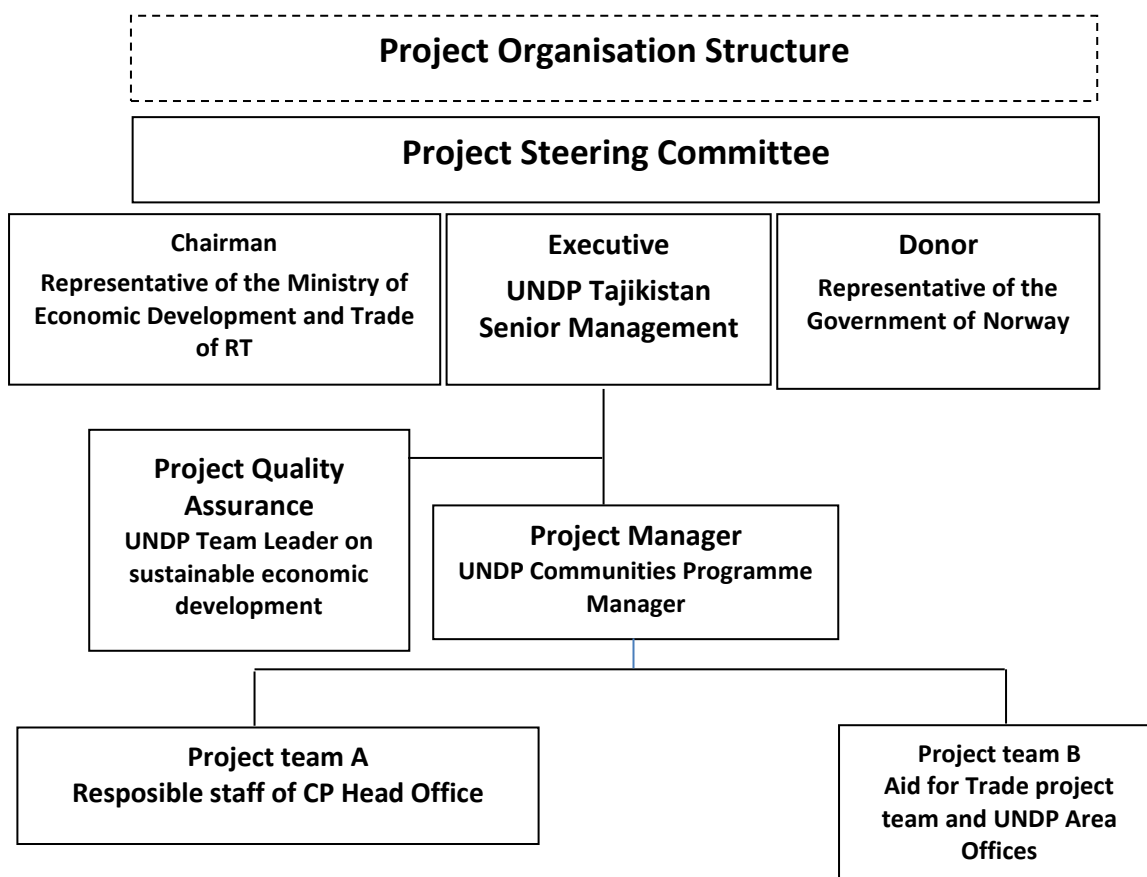 Project Organisation Structure
Project Steering Committee
Chairman
Representative of the Ministry of
Economic Development and Trade
of RT
Executive
UNDP Tajikistan
Senior Management
Donor
Representative of the
Government of Norway
Project Quality
Assurance
UNDP Team Leader on
sustainable economic
development
Project Manager
UNDP Communities Programme
Manager
Project team A
Resposible staff of CP Head Office
Project team B
Aid for Trade project
team and UNDP Area
Offices